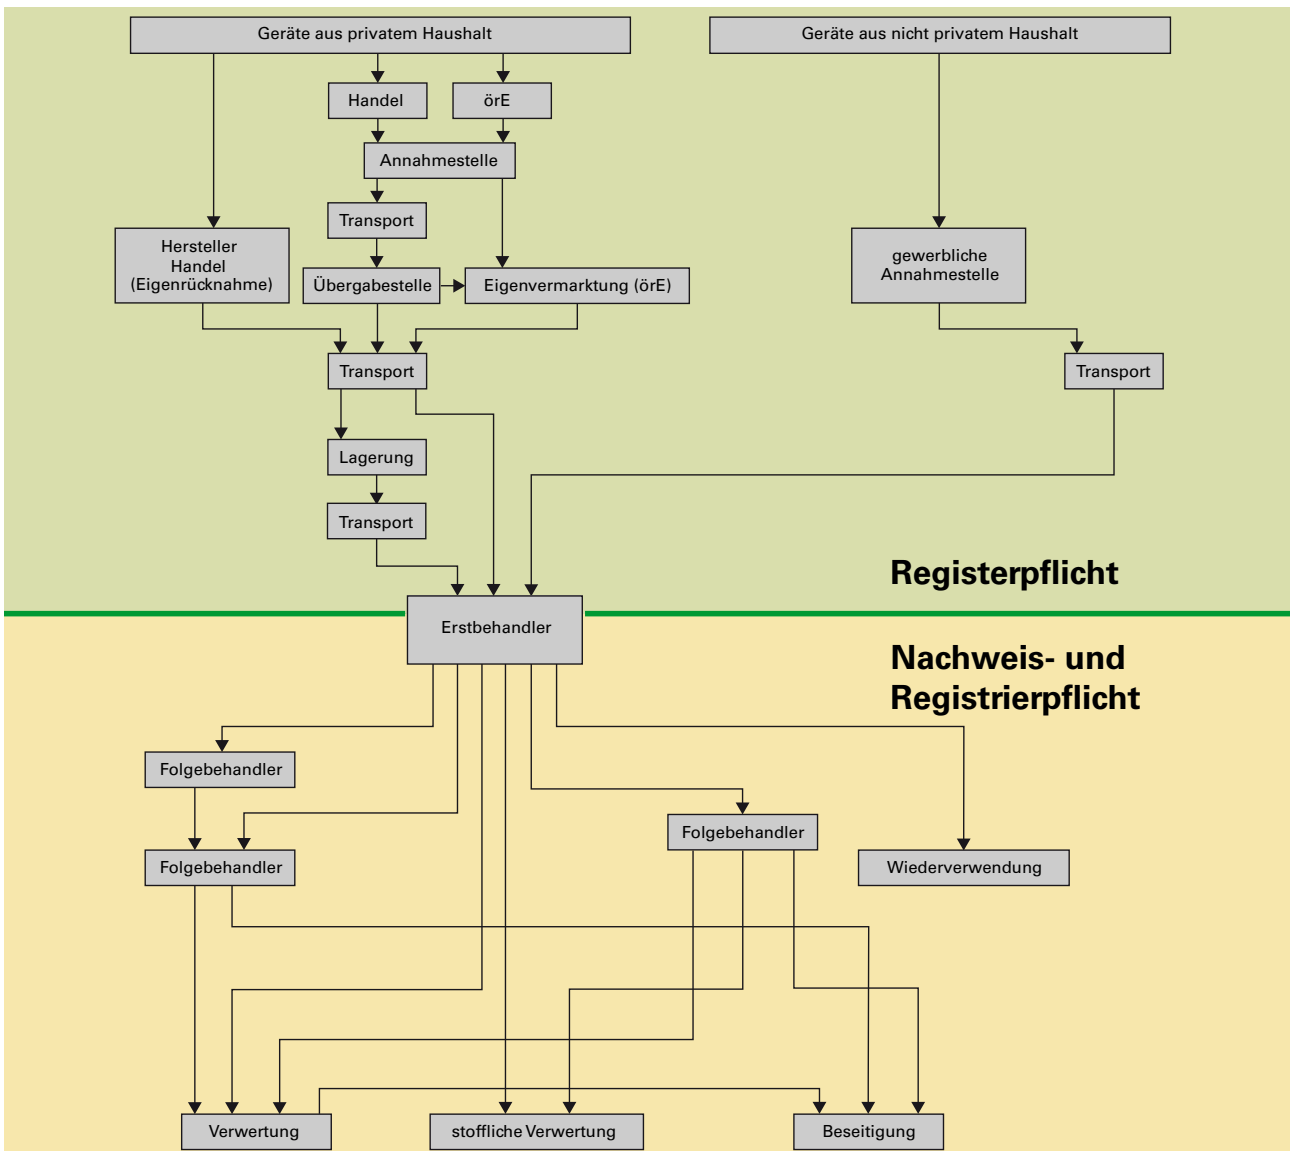 Geräte aus privatem Haushalt
Geräte aus nicht privatem Haushalt
Handel
örE
Annahmestelle
Transport
Hersteller
Handel
(Eigenrücknahme)
Übergabestelle
Eigenvermarktung (örE)
gewerbliche
Annahmestelle
Transport
Transport
Lagerung
Transport
Registerpflicht
Erstbehandler
Nachweis- und
Registrierpflicht
Folgebehandler
Folgebehandler
Folgebehandler
Wiederverwendung
Verwertung
stoffliche Verwertung
Beseitigung